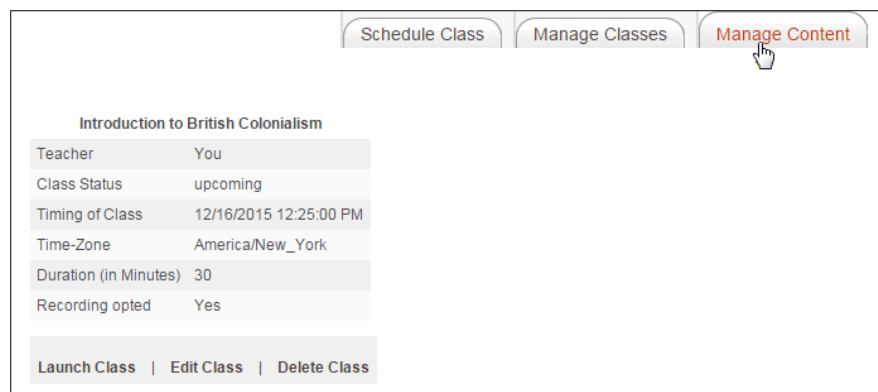 Schedule Class Manage Classes Manage Content
Introduction to British Colonialism
Teacher You
Class Status upcoming
Timing of Class 12/16/2015 12:25:00 PM
Time-Zone America/New_York
Duration (in Minutes) 30
Recording opted Yes
Launch Class | Edit Class | Delete Class